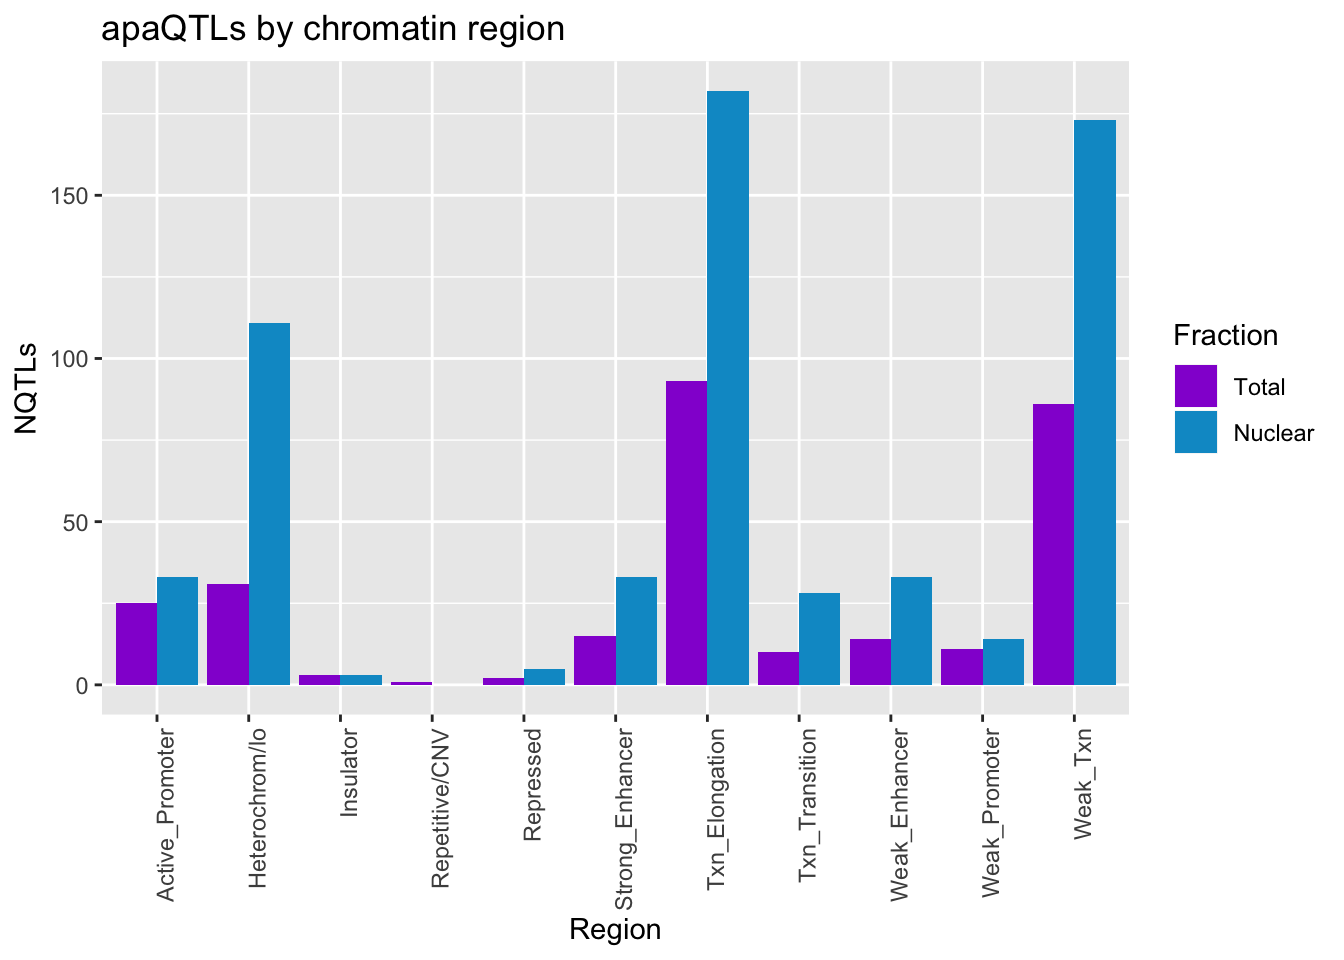 apaQTLs by chromatin region
NQTLs
150
100
50
0
Active_Promoter
Heterochrom/lo
Insulator
Repetitive/CNV
Repressed
Strong_Enhancer
Txn_Elongation
Txn_Transition
Weak_Enhancer
Weak_Promoter
Weak_Txn
Region
Fraction
Total
Nuclear